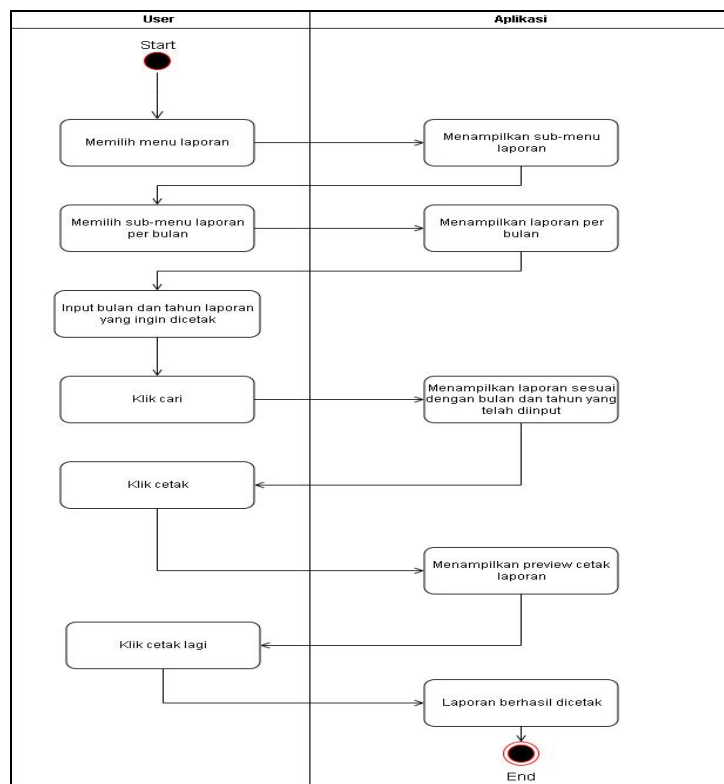 User
Aplikasi
Start
Memilih menu laporan
Menampilkan sub-menu
laporan
Memilih sub-menu laporan
per bulan
Menampilkan laporan per
bulan
Input bulan dan tahun laporan
yang ingin dicetak
Klik cari
Menampilkan laporan sesuai
dengan bulan dan tahun yang
telah diinput
Klik cetak
Menampilkan preview cetak
laporan
Klik cetak lagi
Laporan berhasil dicetak
End